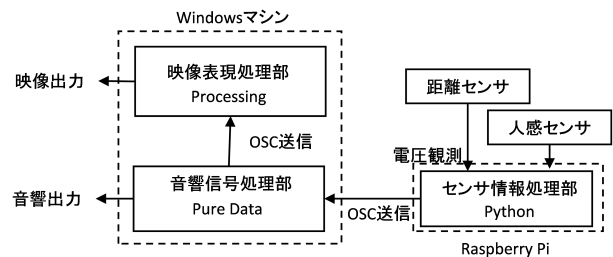 Windowsマシン
映像出力
映像表現処理部
Processing
距離センサ
人感センサ
OSC送信
電圧観測
音響出力
音響信号処理部
Pure Data
OSC送信
センサ情報処理部
Python
Raspberry Pi